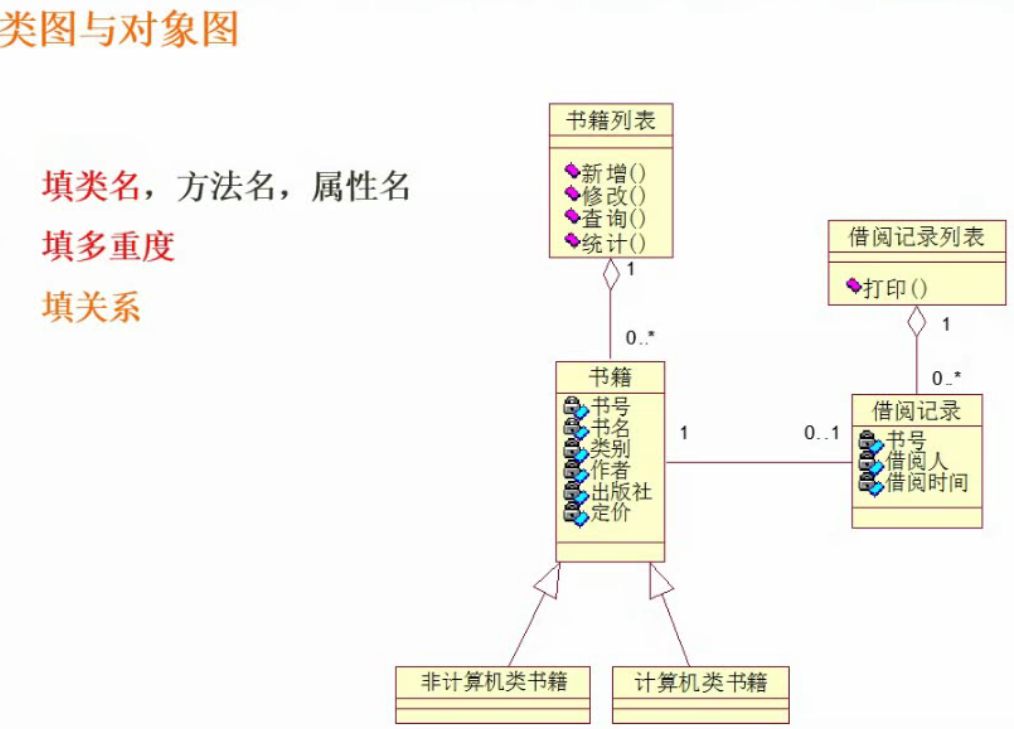 类图与对象图
填类名，方法名，属性名
填多重度
填关系
书籍列表
新增()
修改()
查询()
统计()
1
0..*
借阅记录列表
打印()
1
0..*
书籍
书号
书名
类别
作者
出版社
定价
1
0..1
借阅记录
书号
借阅人
借阅时间
非计算机类书籍
计算机类书籍